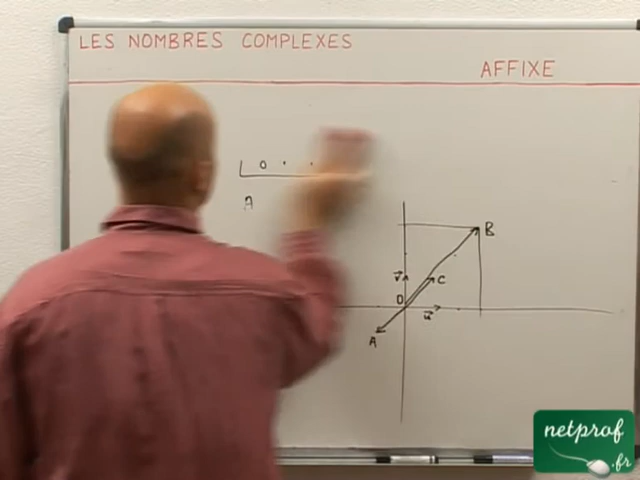 LES NOMBRES COMPLEXES
AFFIXE
O
A
B
v
C
O
u
A
netprof
.fr